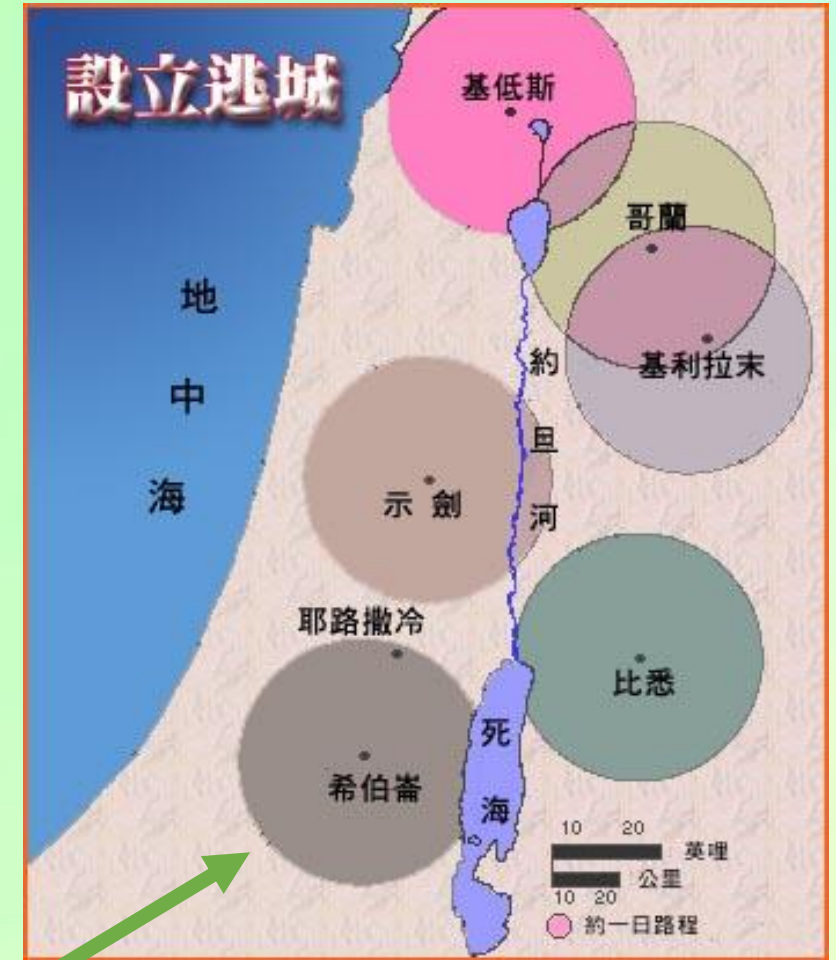 設立逃城
基低斯
哥蘭
地中海
約旦河
基利拉末
示劍
耶路撒冷
比悉
死海
希伯崙
10 20
英哩
公里
10 20
約一日路程